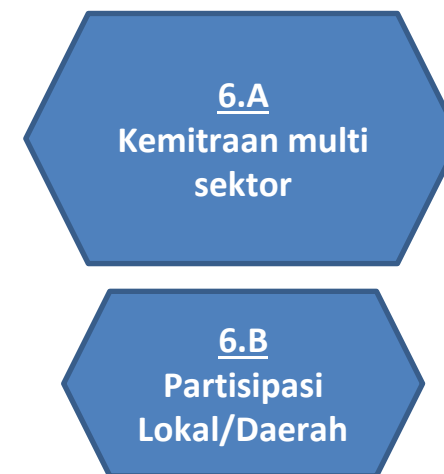 6.A
Kemitraan multi
sektor
6.B
Partisipasi
Lokal/Daerah